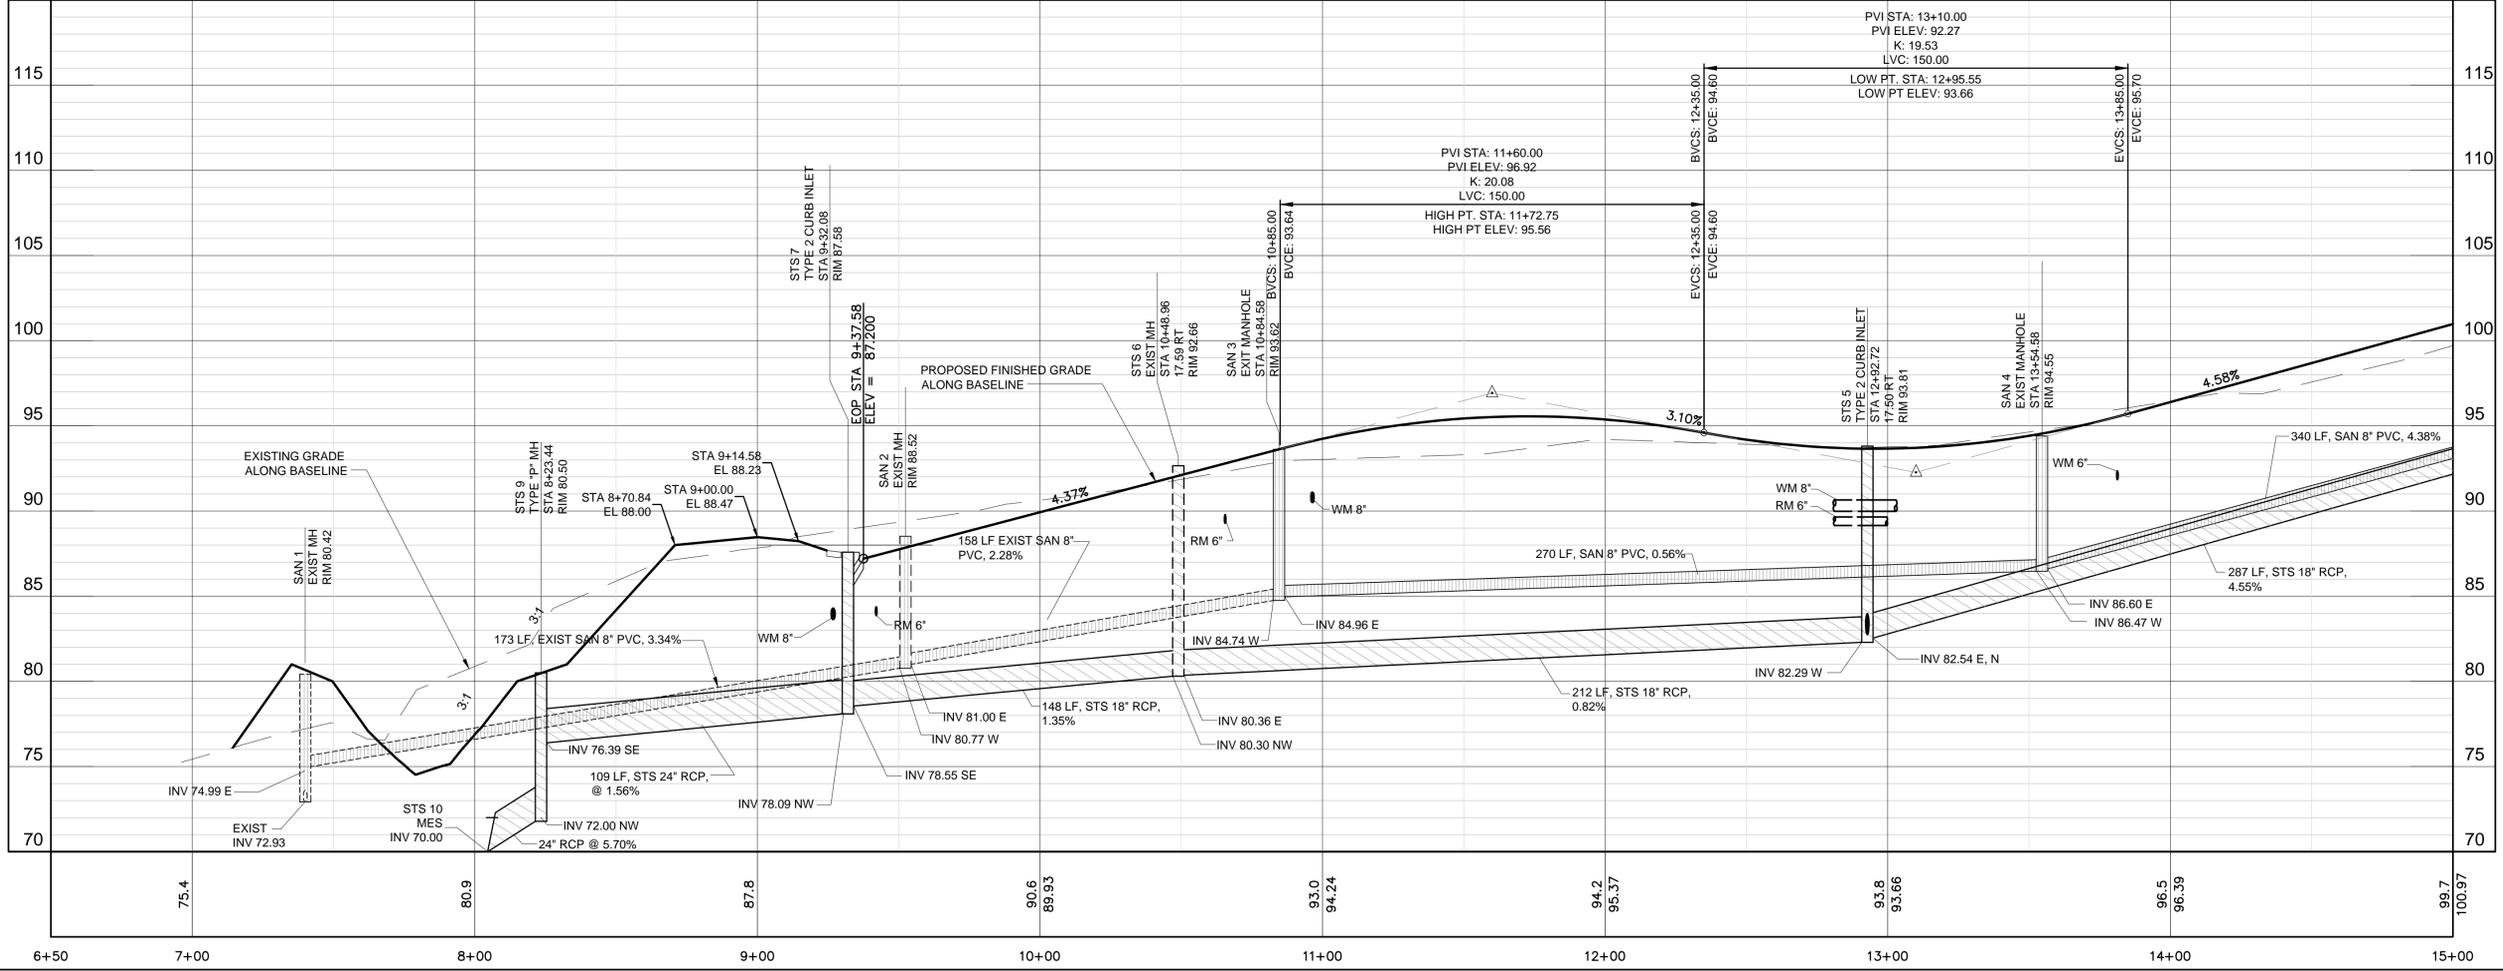 PVI STA: 13+10.00
PVI ELEV: 92.27
K: 19.53
LVC: 150.00
LOW PT. STA: 12+95.55
LOW PT ELEV: 93.66
BVCS: 12+35.00
BVCE: 94.60
EVCS: 13+85.00
EVCE: 95.70
PVI STA: 11+60.00
PVI ELEV: 96.92
K: 20.08
LVC: 150.00
HIGH PT. STA: 11+72.75
HIGH PT ELEV: 95.56
BVCS: 10+85.00
BVCE: 93.64
EVCS: 12+35.00
EVCE: 94.60
115
110
105
100
95
90
85
80
75
70
115
110
105
100
95
90
85
80
75
70
EXISTING GRADE
ALONG BASELINE
SAN 1
EXIST MH
RIM 80.42
STS 9
TYPE "P" MH
STA 8+23.44
RIM 80.50
STA 8+70.84
EL 88.00
STA 9+00.00
EL 88.47
STA 9+14.58
EL 88.23
STS 7
TYPE 2 CURB INLET
STA 9+32.08
RIM 87.58
EOP STA 9+37.58
ELEV = 87.200
SAN 2
EXIST MH
RIM 88.52
PROPOSED FINISHED GRADE
ALONG BASELINE
4.37%
STS 6
EXIST MH
STA 10+48.96
17.59 RT
RIM 92.66
SAN 3
EXIT MANHOLE
STA 10+84.58
RIM 93.62
3.10%
STS 5
TYPE 2 CURB INLET
STA 12+92.72
17.50 RT
RIM 93.81
SAN 4
EXIST MANHOLE
STA 13+54.58
RIM 94.55
4.58%
340 LF, SAN 8" PVC, 4.38%
WM 6"
WM 8"
RM 6"
WM 8"
RM 6"
158 LF EXIST SAN 8"
PVC, 2.28%
270 LF, SAN 8" PVC, 0.56%
287 LF, STS 18" RCP,
4.55%
INV 86.60 E
INV 86.47 W
3:1
3:1
173 LF, EXIST SAN 8" PVC, 3.34%
WM 8"
RM 6"
INV 84.96 E
INV 84.74 W
INV 82.54 E, N
INV 82.29 W
212 LF, STS 18" RCP,
0.82%
148 LF, STS 18" RCP,
1.35%
INV 81.00 E
INV 80.77 W
INV 80.36 E
INV 80.30 NW
INV 76.39 SE
109 LF, STS 24" RCP,
@ 1.56%
INV 78.55 SE
INV 78.09 NW
INV 74.99 E
EXIST
INV 72.93
STS 10
MES
INV 70.00
INV 72.00 NW
24" RCP @ 5.70%
75.4
80.9
87.8
90.6
89.93
93.0
94.24
94.2
95.37
93.8
93.66
96.5
96.39
99.7
100.97
6+50
7+00
8+00
9+00
10+00
11+00
12+00
13+00
14+00
15+00